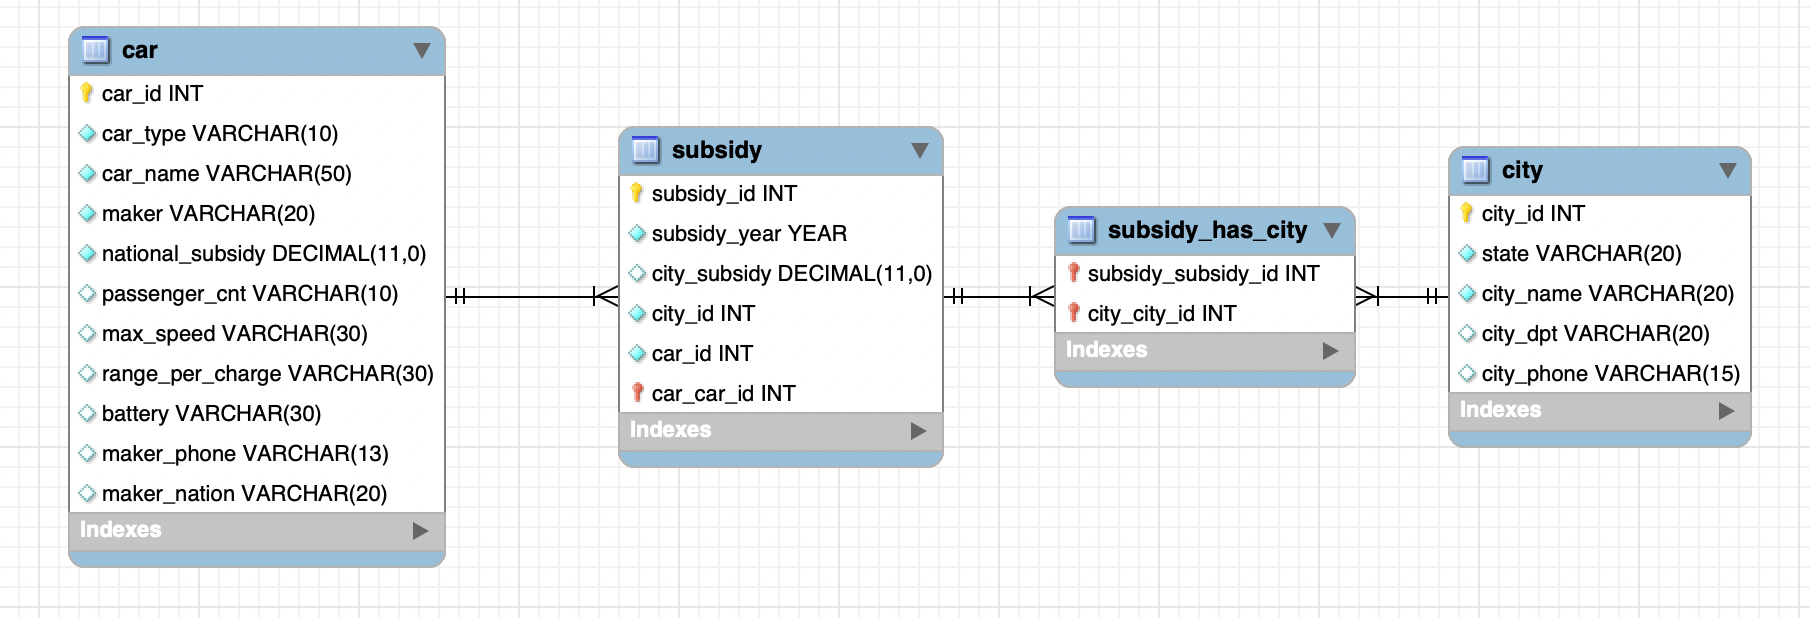 car
car_id INT
car_type VARCHAR(10)
car_name VARCHAR(50)
maker VARCHAR(20)
national_subsidy DECIMAL(11,0)
passenger_cnt VARCHAR(10)
max_speed VARCHAR(30)
range_per_charge VARCHAR(30)
battery VARCHAR(30)
maker_phone VARCHAR(13)
maker_nation VARCHAR(20)
Indexes
subsidy
subsidy_id INT
subsidy_year YEAR
city_subsidy DECIMAL(11,0)
city_id INT
car_id INT
car_car_id INT
Indexes
subsidy_has_city
subsidy_subsidy_id INT
city_city_id INT
Indexes
city
city_id INT
state VARCHAR(20)
city_name VARCHAR(20)
city_dpt VARCHAR(20)
city_phone VARCHAR(15)
Indexes